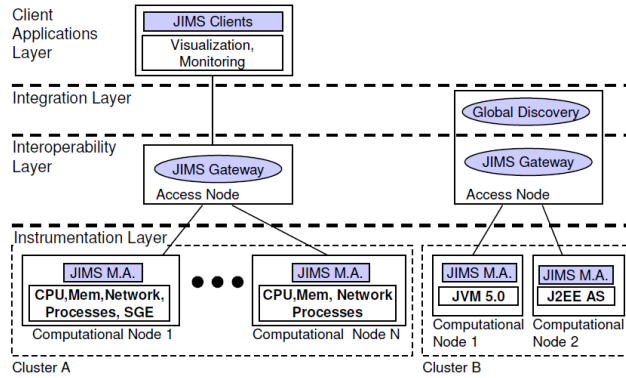 Client
Applications
Layer
JIMS Clients
Visualization,
Monitoring
Integration Layer
Global Discovery
Interoperability
Layer
JIMS Gateway
Access Node
JIMS Gateway
Access Node
Instrumentation Layer
JIMS M.A.
CPU,Mem,Network,
Processes, SGE
Computational Node 1
JIMS M.A.
CPU,Mem, Network
Processes
Computational Node N
Cluster A
JIMS M.A.
JVM 5.0
Computational
Node 1
JIMS M.A.
J2EE AS
Computational
Node 2
Cluster B